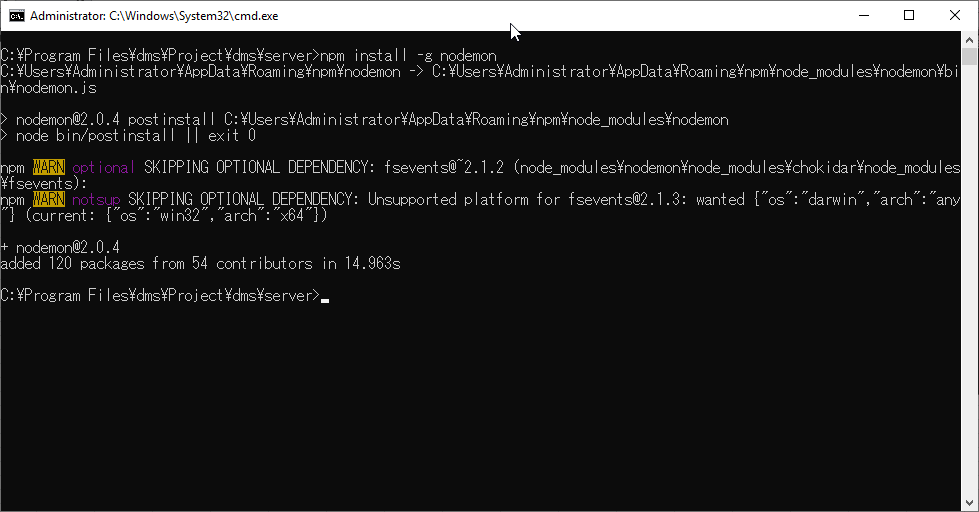 Administrator: C:\Windows\System32\cmd.exe
C:¥Program Files¥dms¥Project¥dms¥server>npm install -g nodemon
C:¥Users¥Administrator¥AppData¥Roaming¥npm¥nodemon -> C:¥Users¥Administrator¥AppData¥Roaming¥npm¥node_modules¥nodemon¥bi
n¥nodemon.js
> nodemon@2.0.4 postinstall C:¥Users¥Administrator¥AppData¥Roaming¥npm¥node_modules¥nodemon
> node bin/postinstall || exit 0
npm WARN optional SKIPPING OPTIONAL DEPENDENCY: fsevents@~2.1.2 (node_modules¥nodemon¥node_modules¥chokidar¥node_modules
¥fsevents):
npm WARN notsup SKIPPING OPTIONAL DEPENDENCY: Unsupported platform for fsevents@2.1.3: wanted {"os":"darwin","arch":"any
"} (current: {"os":"win32","arch":"x64"})
+ nodemon@2.0.4
added 120 packages from 54 contributors in 14.963s
C:¥Program Files¥dms¥Project¥dms¥server>